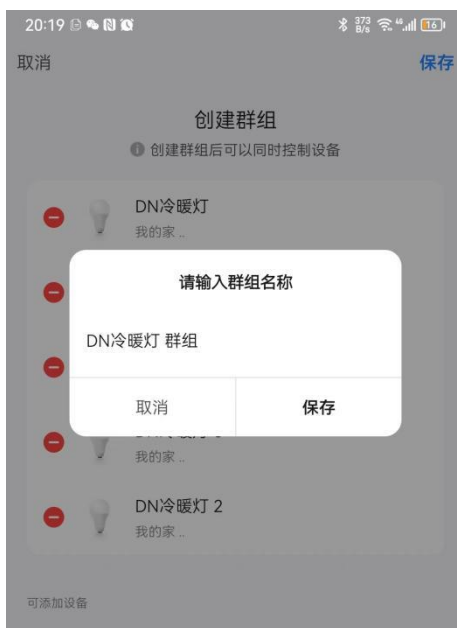 20:19 373 B/s 4G 16
取消 保存
创建群组
创建群组后可以同时控制设备
DN冷暖灯
我的家 ..
请输入群组名称
DN冷暖灯 群组
取消 保存
我的家 ..
DN冷暖灯 2
我的家 ..
可添加设备